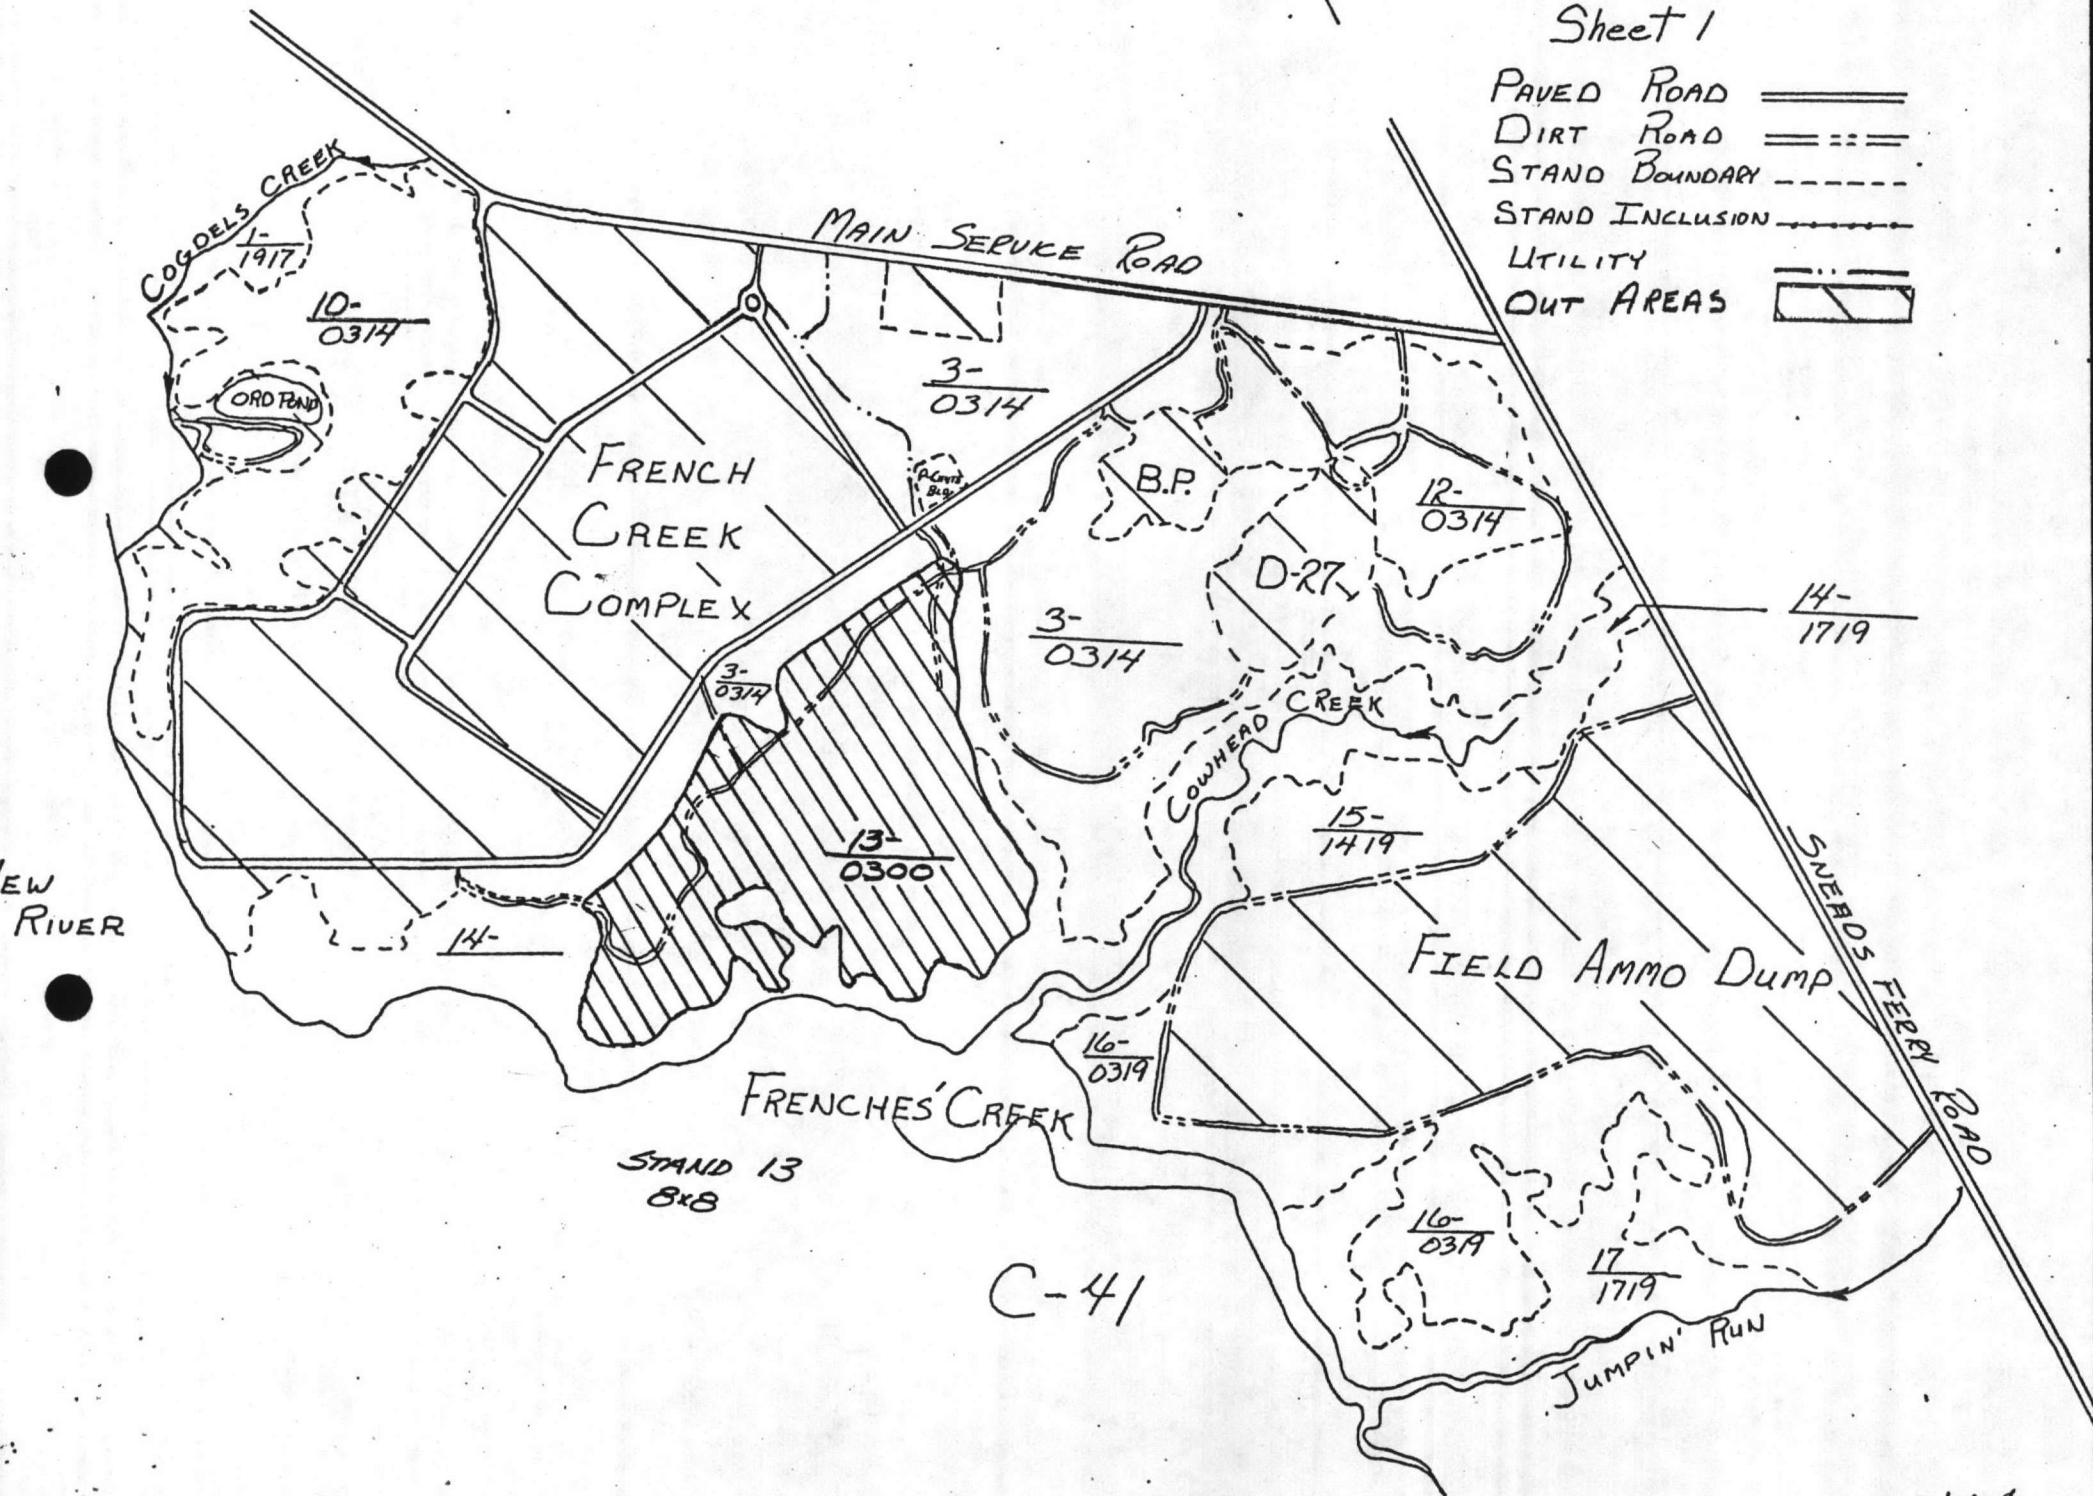 Sheet 1
PAVED ROAD
DIRT ROAD
STAND BOUNDARY
STAND INCLUSION
UTILITY
OUT AREAS
COGDELS CREEK
1-
1917
10-
0314
MAIN SERVICE ROAD
ORD POND
3-
0314
FRENCH
CREEK
COMPLEX
B.P.
12-
0314
D-27
14-
1719
3-
0314
3-
0314
COWHEAD CREEK
15-
1419
13-
0300
SNEADS FERRY ROAD
EW
RIVER
14-
FIELD AMMO DUMP
16-
0319
FRENCHES' CREEK
STAND 13
8x8
16-
0319
17
1719
C-41
JUMPIN' RUN